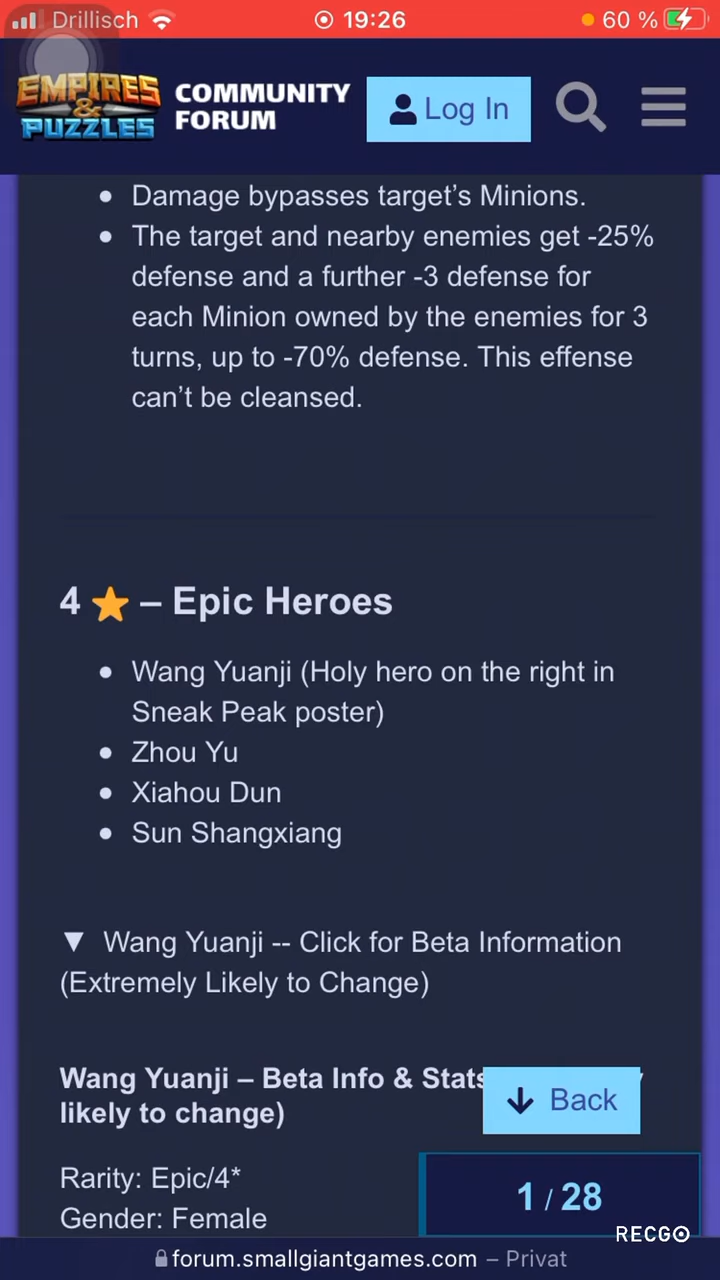 Drillisch 19:26 60 %
EMPIRES
&
PUZZLES
COMMUNITY
FORUM
Log In
• Damage bypasses target’s Minions.
• The target and nearby enemies get -25%
defense and a further -3 defense for
each Minion owned by the enemies for 3
turns, up to -70% defense. This effense
can’t be cleansed.
4 ⭐ – Epic Heroes
• Wang Yuanji (Holy hero on the right in
Sneak Peak poster)
• Zhou Yu
• Xiahou Dun
• Sun Shangxiang
▼ Wang Yuanji -- Click for Beta Information
(Extremely Likely to Change)
Wang Yuanji – Beta Info & Stats
likely to change)
Back
Rarity: Epic/4*
Gender: Female
1 / 28
RECGO
forum.smallgiantgames.com – Privat